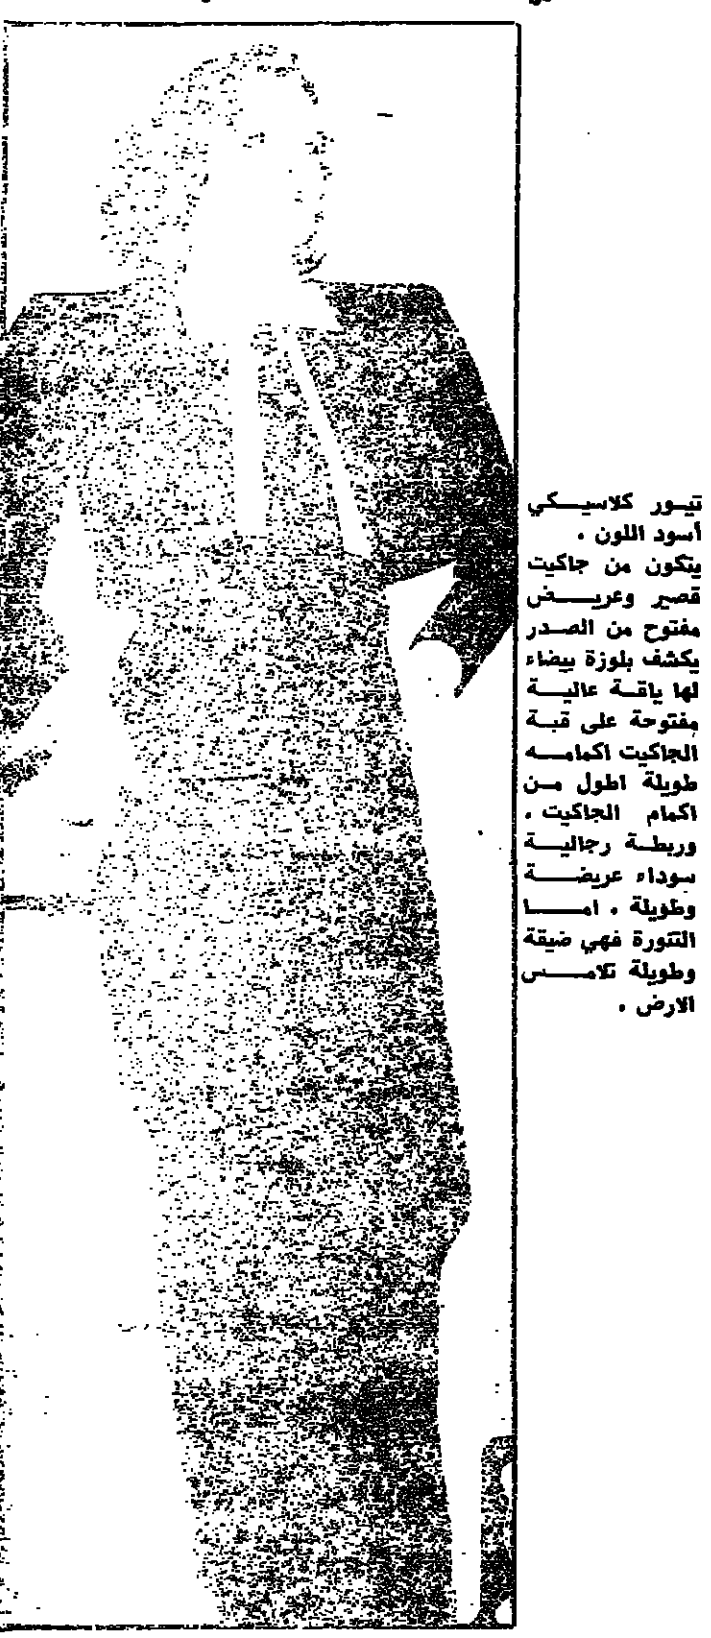 تيور كلاسيكي
أسود اللون .
يتكون من جاكيت
قصير وعريض
مفتوح من الصدر
يكشف بلوزة بيضاء
لها ياقة عالية
مفتوحة على قبة
الجاكيت اكمامه
طويلة اطول من
اكمام الجاكيت .
وربطة رجالية
سوداء عريضة
وطويلة . اما
التنورة فهي ضيقة
وطويلة تلامس
الارض .